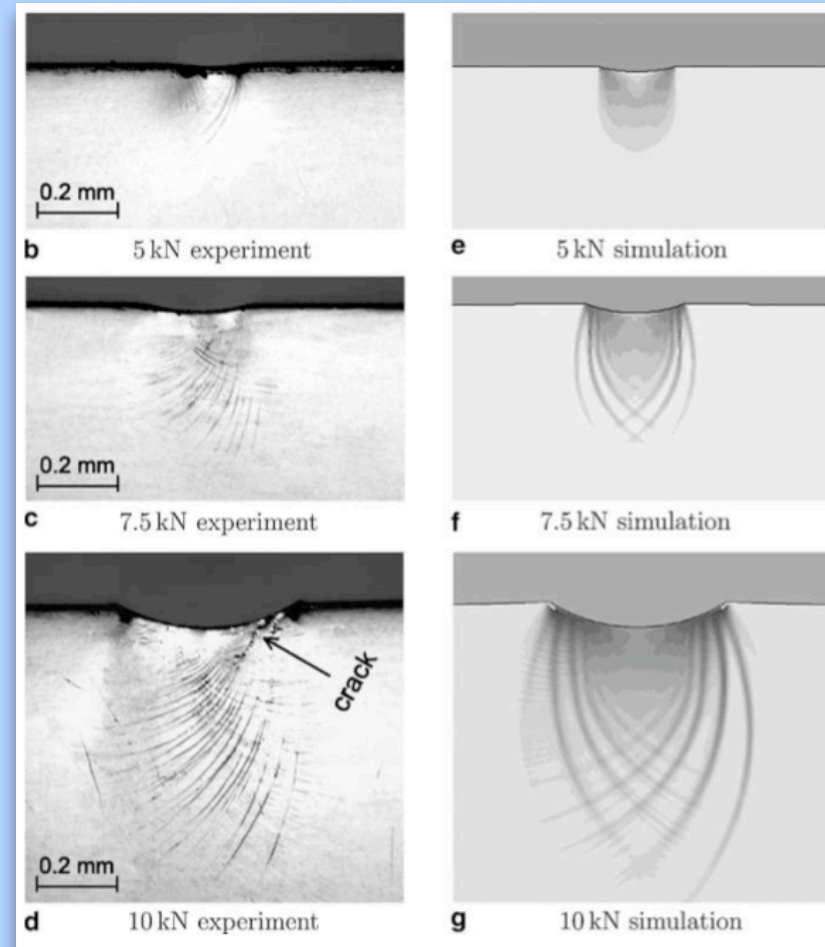 0.2 mm
b 5 kN experiment
e 5 kN simulation
0.2 mm
c 7.5 kN experiment
f 7.5 kN simulation
crack
0.2 mm
d 10 kN experiment
g 10 kN simulation